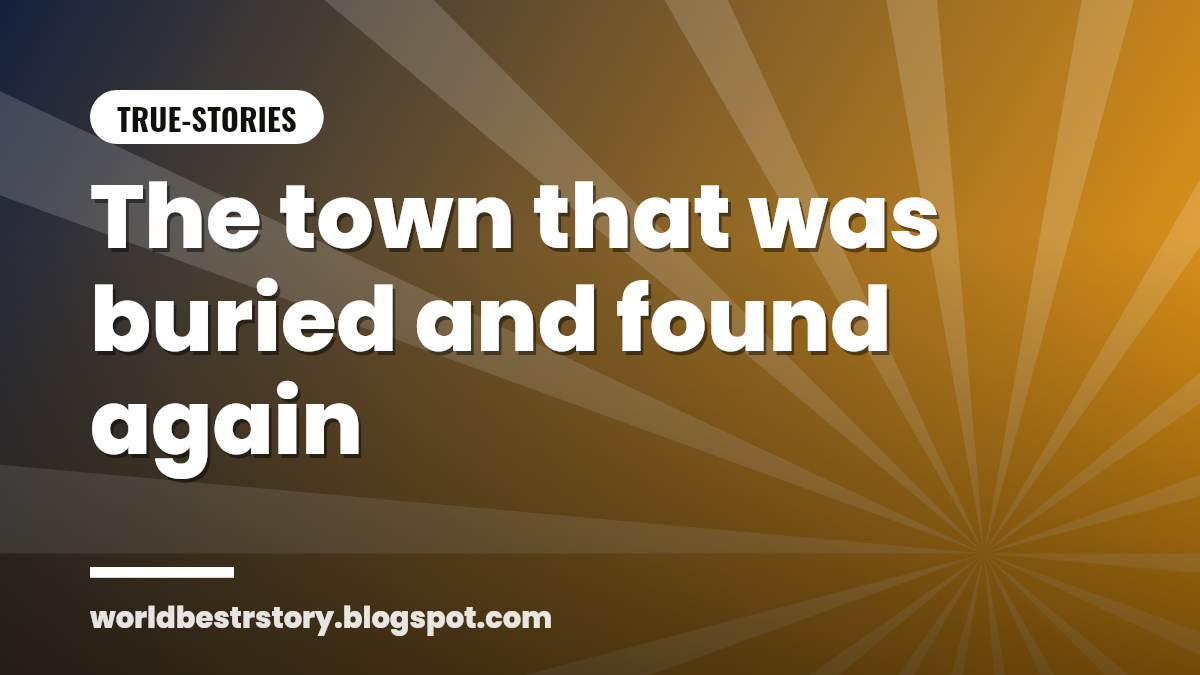 TRUE-STORIES
The town that was
buried and found
again
worldbestrstory.blogspot.com